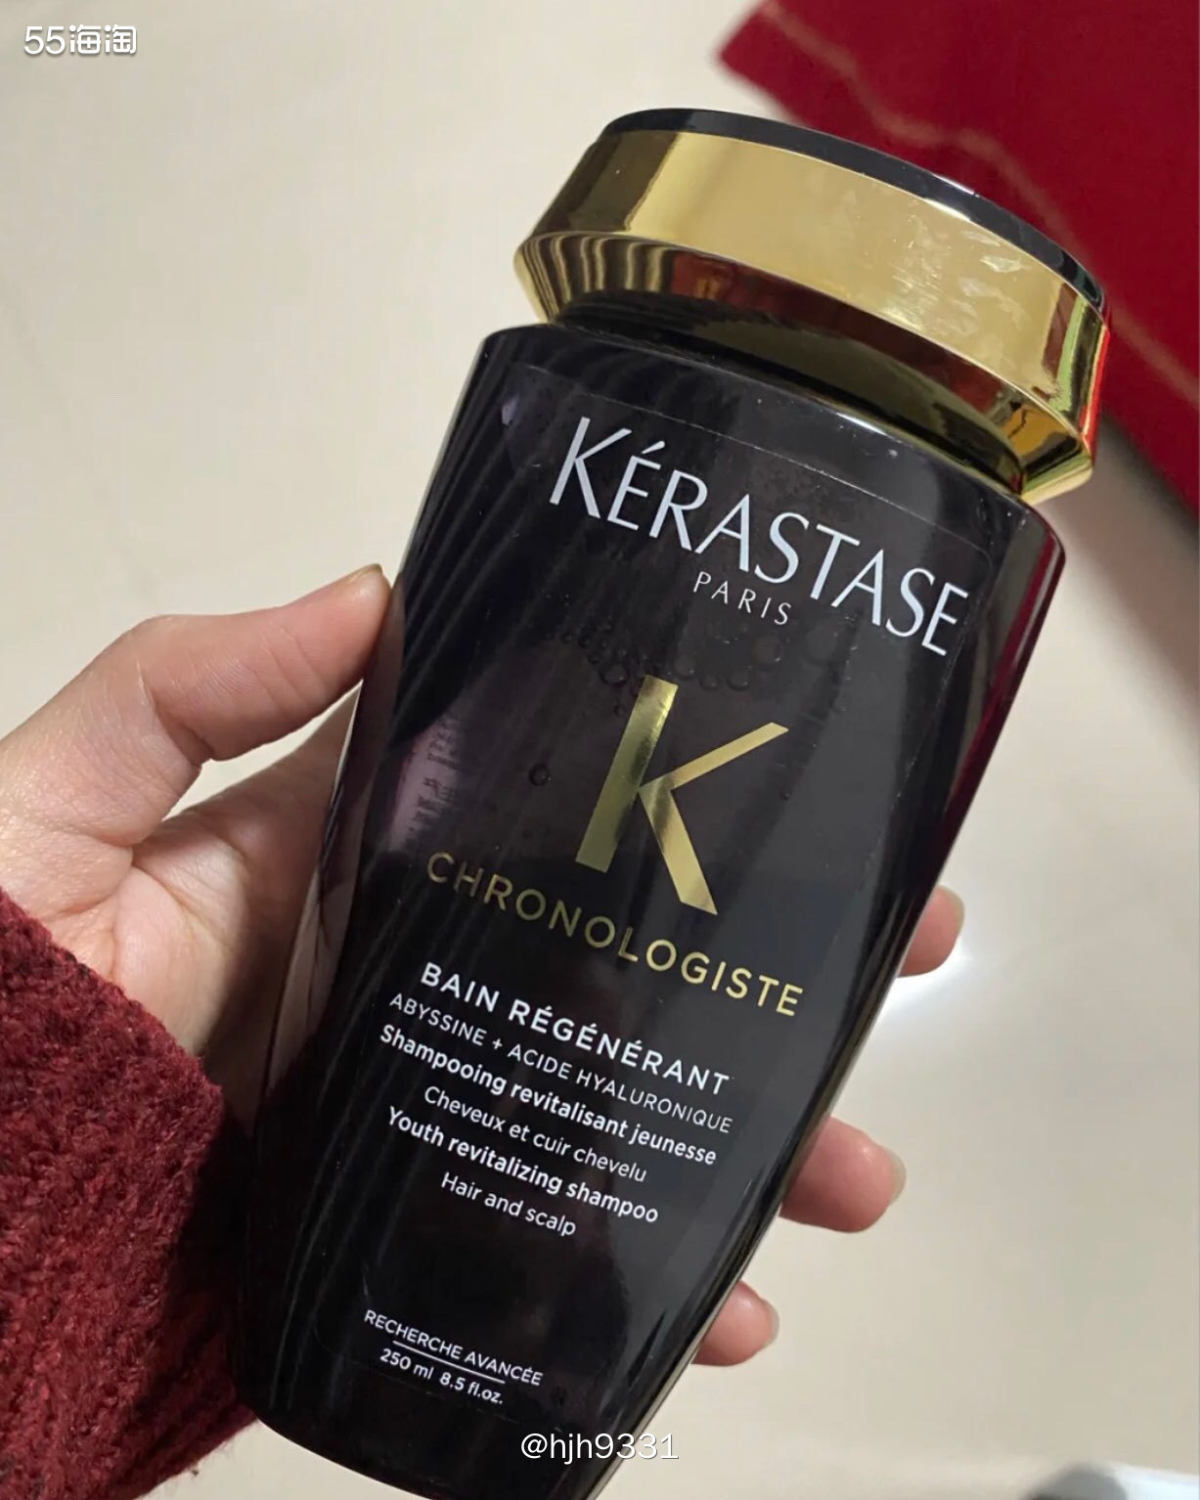 55海淘
KÉRASTASE
PARIS
K
CHRONOLOGISTE
BAIN RÉGÉNÉRANT
ABYSSINE + ACIDE HYALURONIQUE
Shampooing revitalisant jeunesse
Cheveux et cuir chevelu
Youth revitalizing shampoo
Hair and scalp
RECHERCHE AVANCÉE
250 ml 8.5 fl.oz.
@hjh9331